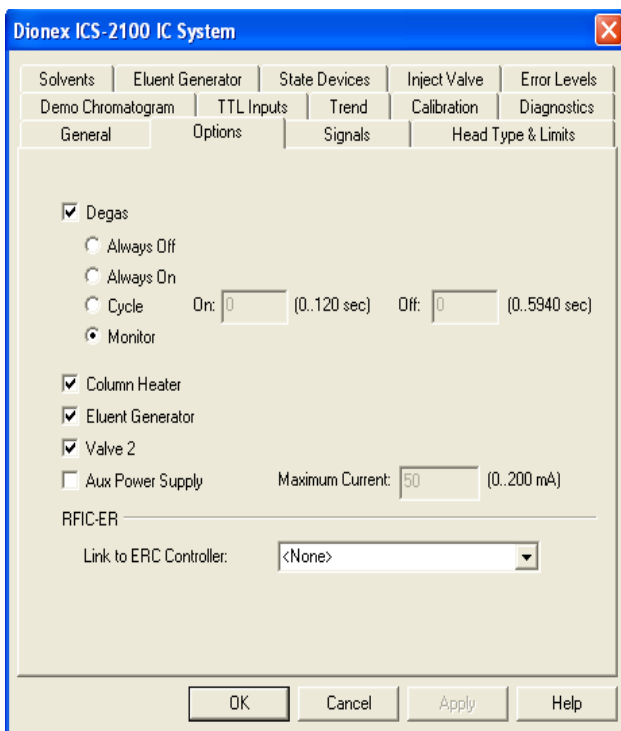 Dionex ICS-2100 IC System
Solvents Eluent Generator State Devices Inject Valve Error Levels
Demo Chromatogram TTL Inputs Trend Calibration Diagnostics
General Options Signals Head Type & Limits
Degas
Always Off
Always On
Cycle On: 0 (0..120 sec) Off: 0 (0..5940 sec)
Monitor
Column Heater
Eluent Generator
Valve 2
Aux Power Supply Maximum Current: 50 (0..200 mA)
RFIC-ER
Link to ERC Controller: <None>
OK Cancel Apply Help